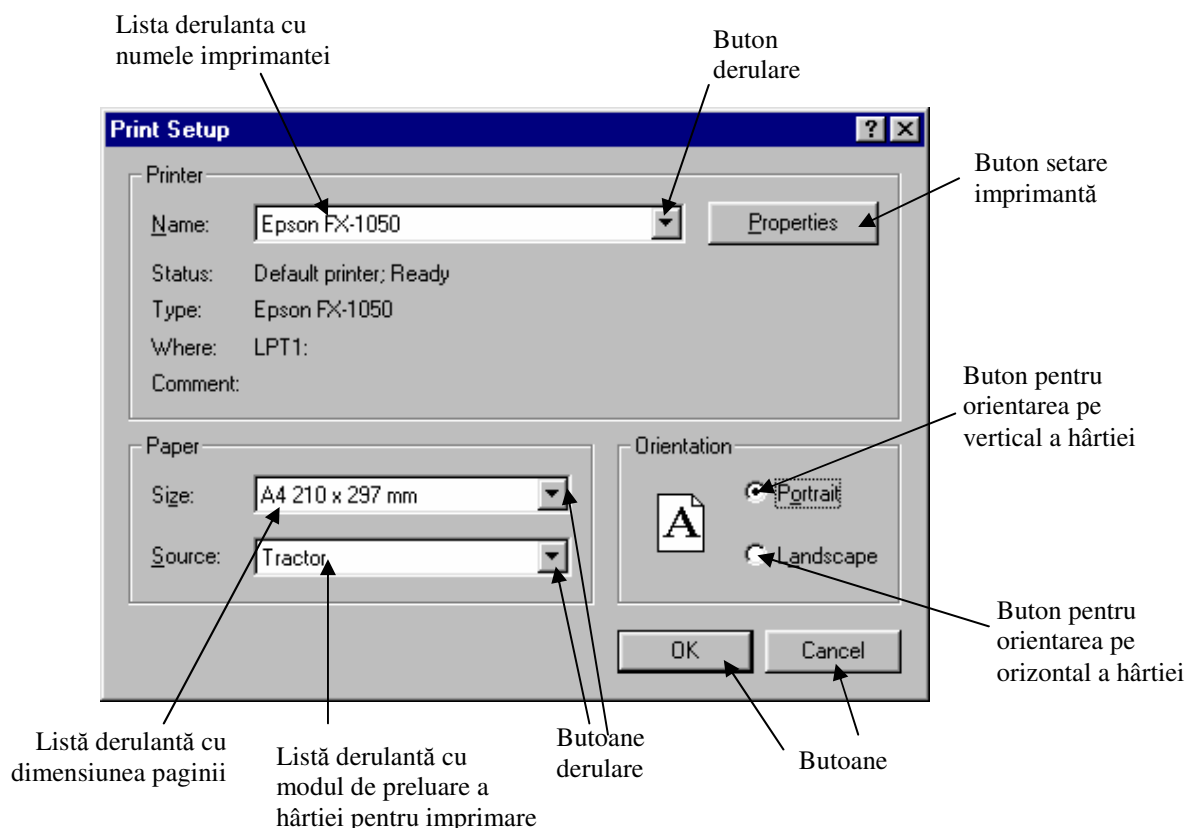 Lista derulanta cu
numele imprimantei
Buton
derulare
Print Setup
Buton setare
imprimantă
Printer
Name:
Epson FX-1050
Properties
Status:
Default printer; Ready
Type:
Epson FX-1050
Where:
LPT1:
Comment:
Buton pentru
orientarea pe
vertical a hârtiei
Paper
Size:
A4 210 x 297 mm
Source:
Tractor
Orientation
A
Portrait
Landscape
Buton pentru
orientarea pe
orizontal a hârtiei
OK
Cancel
Listă derulantă cu
dimensiunea paginii
Listă derulantă cu
modul de preluare a
hârtiei pentru imprimare
Butoane
derulare
Butoane